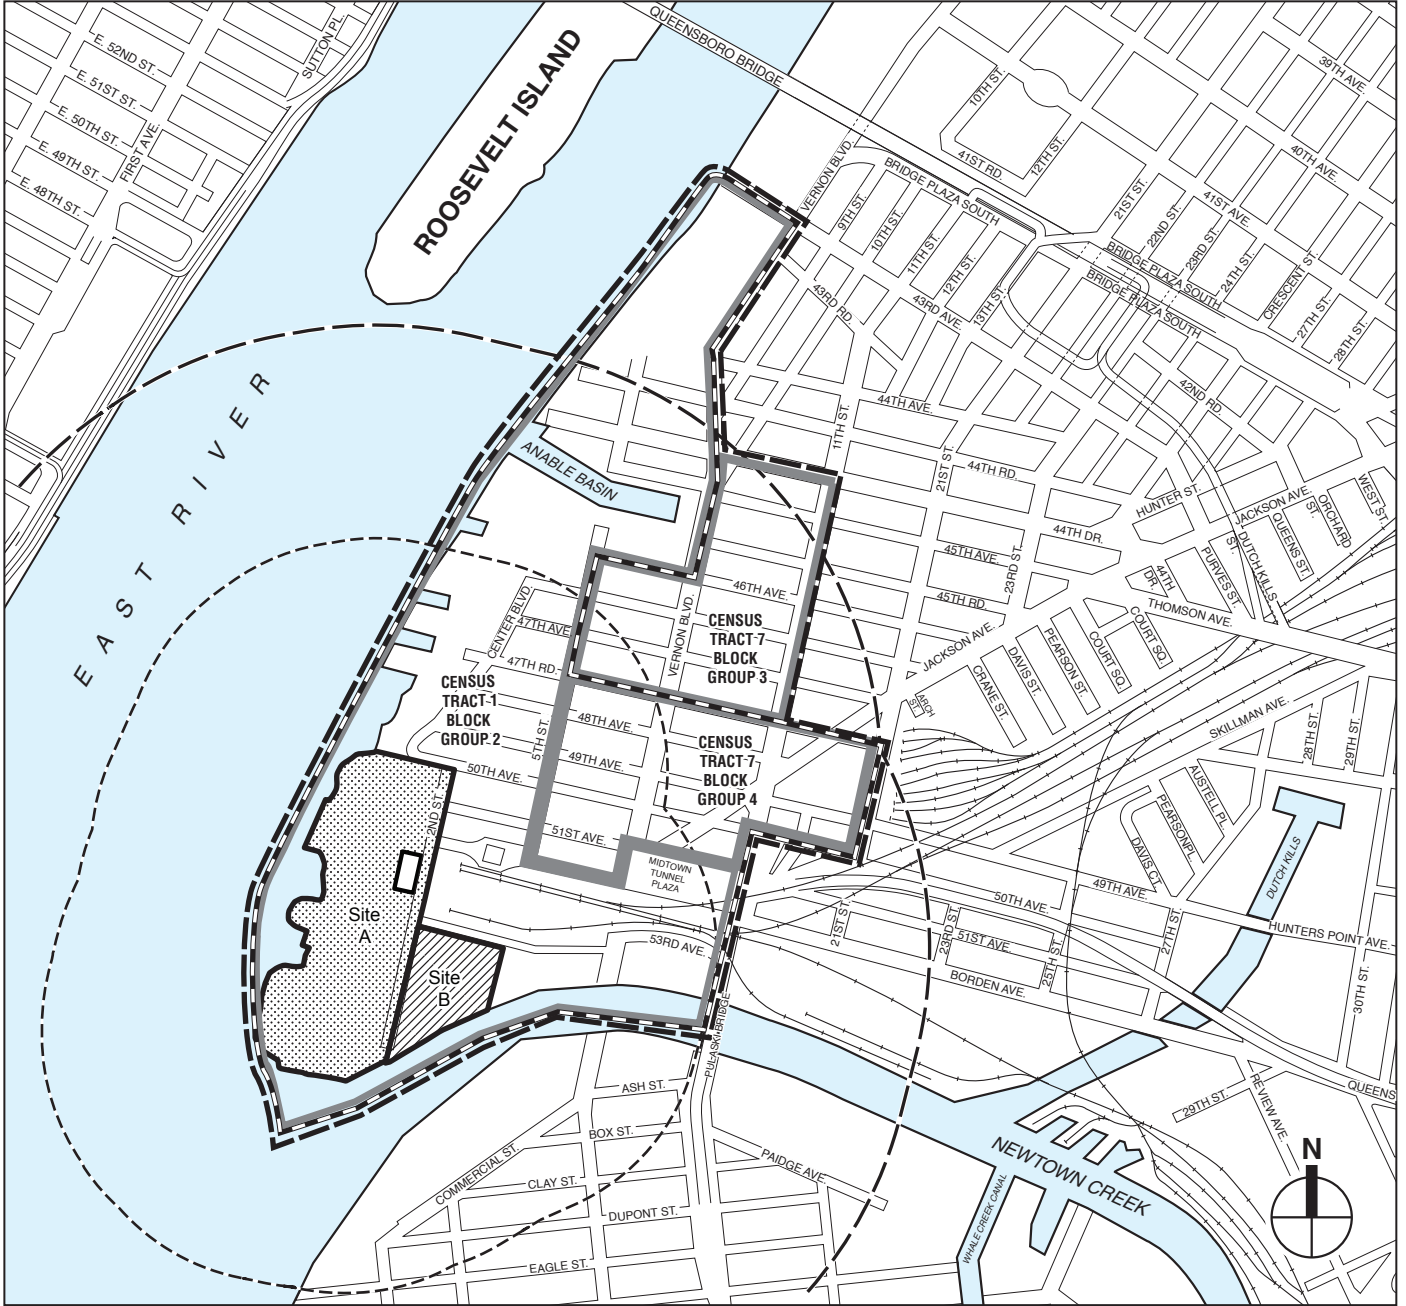 QUEENSBORO BRIDGE
SUTTON PL.
E. 52ND ST.
E. 51ST ST.
E. 50TH ST.
E. 49TH ST.
E. 48TH ST.
FIRST AVE.
ROOSEVELT ISLAND
EAST RIVER
39TH AVE.
40TH AVE.
41ST AVE.
10TH ST.
12TH ST.
41ST RD.
VERNON BLVD.
BRIDGE PLAZA SOUTH
9TH ST.
10TH ST.
11TH ST.
12TH ST.
13TH ST.
21ST ST.
22ND ST.
23RD ST.
24TH ST.
CRESCENT ST.
27TH ST.
28TH ST.
BRIDGE PLAZA SOUTH
BRIDGE PLAZA SOUTH
43RD RD.
43RD AVE.
42ND RD.
44TH AVE.
11TH ST.
21ST ST.
44TH RD.
HUNTER ST.
JACKSON AVE.
QUEENS ST.
ORCHARD
ST.
WEST ST.
44TH DR.
45TH AVE.
45TH RD.
23RD ST.
44TH
DR.
PURVES ST.
DUTCH KILLS
ST.
THOMSON AVE.
ANABLE BASIN
46TH AVE.
VERNON BLVD.
CENTER BLVD.
47TH AVE.
47TH RD.
CENSUS
TRACT 7
BLOCK
GROUP 3
CENSUS
TRACT 1
BLOCK
GROUP 2
CENSUS
TRACT 7
BLOCK
GROUP 4
JACKSON AVE.
CRANE ST.
DAVIS ST.
PEARSON ST.
COURT SQ.
COURT SQ.
ARCH
ST.
SKILLMAN AVE.
28TH ST.
29TH ST.
5TH ST.
48TH AVE.
49TH AVE.
50TH AVE.
51ST AVE.
2ND ST.
MIDTOWN
TUNNEL
PLAZA
AUSTELL PL.
PEARSONPL.
DAVIS CT.
DUTCH KILLS
49TH AVE.
50TH AVE.
51ST AVE.
BORDEN AVE.
21ST ST.
23RD ST.
25TH ST.
27TH ST.
HUNTERS POINT AVE.
30TH ST.
Site
A
Site
B
53RD AVE.
PULASKI BRIDGE
ASH ST.
BOX ST.
COMMERCIAL ST.
CLAY ST.
DUPONT ST.
EAGLE ST.
PAIDGE AVE.
NEWTOWN CREEK
WHALE CREEK CANAL
29TH ST.
REVIEW AVE.
QUEENS
N